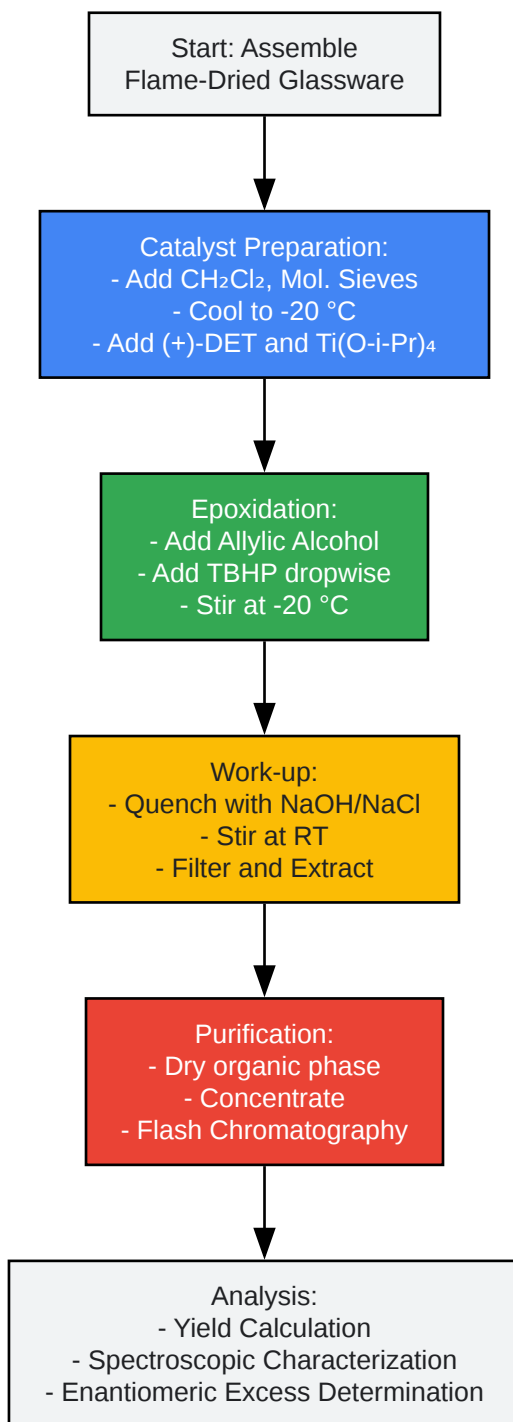 Start: Assemble
Flame-Dried Glassware
Catalyst Preparation:
- Add CH₂Cl₂, Mol. Sieves
- Cool to -20 °C
- Add (+)-DET and Ti(O-i-Pr)₄
Epoxidation:
- Add Allylic Alcohol
- Add TBHP dropwise
- Stir at -20 °C
Work-up:
- Quench with NaOH/NaCl
- Stir at RT
- Filter and Extract
Purification:
- Dry organic phase
- Concentrate
- Flash Chromatography
Analysis:
- Yield Calculation
- Spectroscopic Characterization
- Enantiomeric Excess Determination